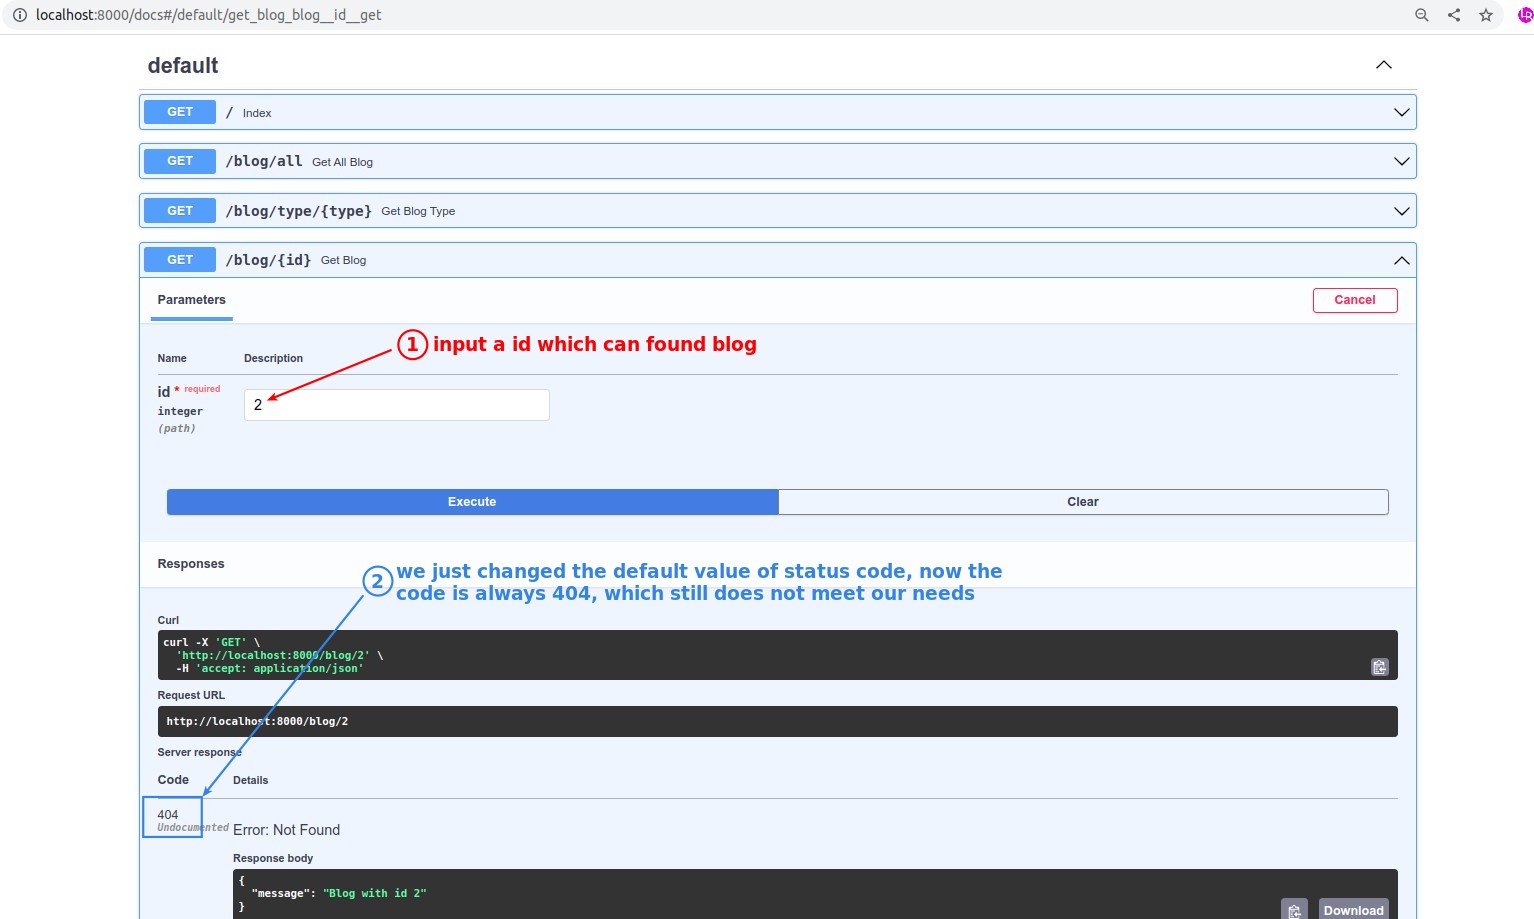 localhost:8000/docs#/default/get_blog_blog__id__get
LR
default
GET / Index
GET /blog/all Get All Blog
GET /blog/type/{type} Get Blog Type
GET /blog/{id} Get Blog
Parameters
Cancel
1 input a id which can found blog
Name Description
id * required
integer
(path)
2
Execute Clear
Responses
2 we just changed the default value of status code, now the
code is always 404, which still does not meet our needs
Curl
curl -X 'GET' \
'http://localhost:8000/blog/2' \
-H 'accept: application/json'
Request URL
http://localhost:8000/blog/2
Server response
Code Details
404
Undocumented
Error: Not Found
Response body
{
"message": "Blog with id 2"
}
Download